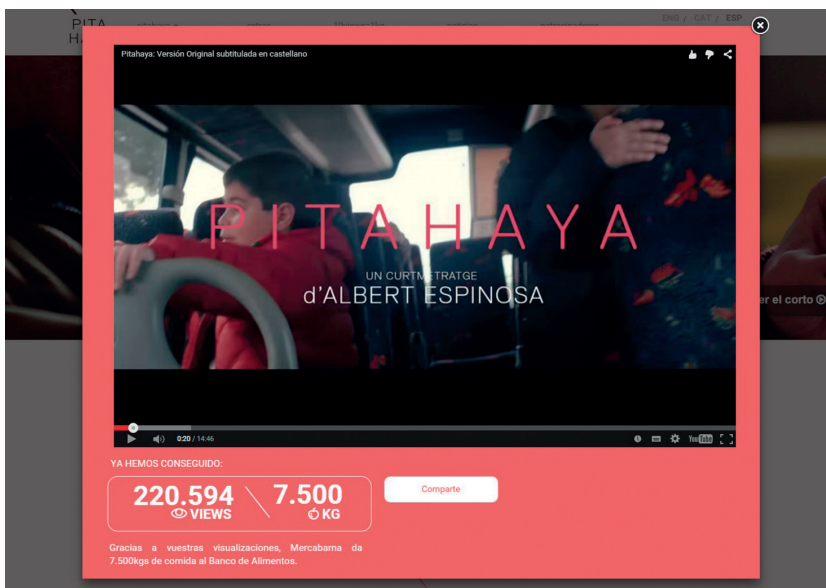 PITA
ENG / CAT / ESP
Pitahaya: Versión Original subtitulada en castellano
PITAHAYA
UN CURTMETRATGE
d'ALBERT ESPINOSA
er el corto
0:20 / 14:46
YouTube
YA HEMOS CONSEGUIDO:
220.594 7.500
VIEWS KG
Comparte
Gracias a vuestras visualizaciones, Mercabarna da
7.500kgs de comida al Banco de Alimentos.